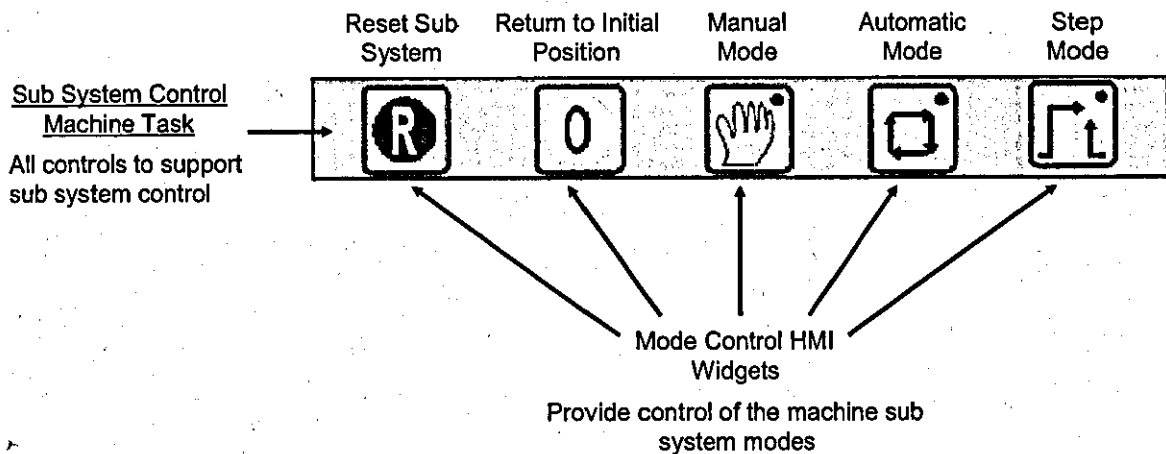 Reset Sub
System
Return to Initial
Position
Manual
Mode
Automatic
Mode
Step
Mode
Sub System Control
Machine Task
All controls to support
sub system control
R
0
Mode Control HMI
Widgets
Provide control of the machine sub
system modes